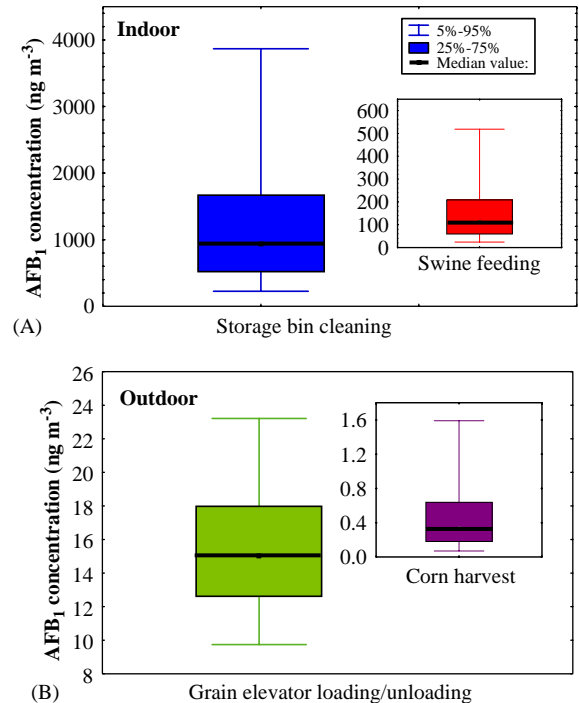 Indoor
5%-95%
25%-75%
Median value:
AFB1 concentration (ng m-3)
4000
3000
2000
1000
0
600
500
400
300
200
100
0
Swine feeding
(A)
Storage bin cleaning
Outdoor
AFB1 concentration (ng m-3)
26
24
22
20
18
16
14
12
10
8
1.6
1.2
0.8
0.4
0.0
Corn harvest
(B)
Grain elevator loading/unloading